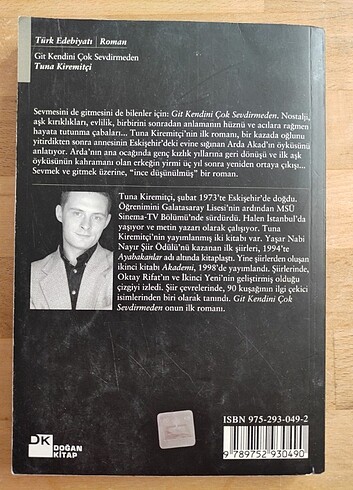 Türk Edebiyatı | Roman
Git Kendini Çok Sevdirmeden
Tuna Kiremitçi
Sevmesini de gitmesini de bilenler için: Git Kendini Çok Sevdirmeden. Nostalji,
aşk kırıklıkları, evlilik, birbirini sonradan anlamanın hüznü ve acılara rağmen
hayata tutunma çabaları... Tuna Kiremitçi'nin ilk romanı, bir kazada oğlunu
yitirdikten sonra annesinin Eskişehir'deki evine sığınan Arda Akad'ın öyküsünü
anlatıyor. Arda'nın ana ocağında genç kızlık yıllarına geri dönüşü ve ilk aşk
öyküsünün kahramanı olan erkeğin yirmi üç yıl sonra yeniden ortaya çıkışı...
Sevmek ve gitmek üzerine, "ince düşünülmüş" bir roman.
Tuna Kiremitçi, şubat 1973'te Eskişehir'de doğdu.
Öğrenimini Galatasaray Lisesi'nin ardından MSÜ
Sinema-TV Bölümü'nde sürdürdü. Halen İstanbul'da
yaşıyor ve metin yazarı olarak çalışıyor. Tuna
Kiremitçi'nin yayımlanmış iki kitabı var. Yaşar Nabi
Nayır Şiir Ödülü'nü kazanan ilk şiirleri, 1994'te
Ayabakanlar adı altında kitaplaştı. Yine şiirlerden oluşan
ikinci kitabı Akademi, 1998'de yayımlandı. Şiirlerinde,
Oktay Rifat'ın ve İkinci Yeni'nin geliştirmiş olduğu
çizgiyi izledi. Şiir çevrelerinde, 90 kuşağının ilgi çekici
isimlerinden biri olarak tanındı. Git Kendini Çok
Sevdirmeden onun ilk romanı.
ISBN 975-293-049-2
9 789752 930490
DK
DOĞAN
KİTAP